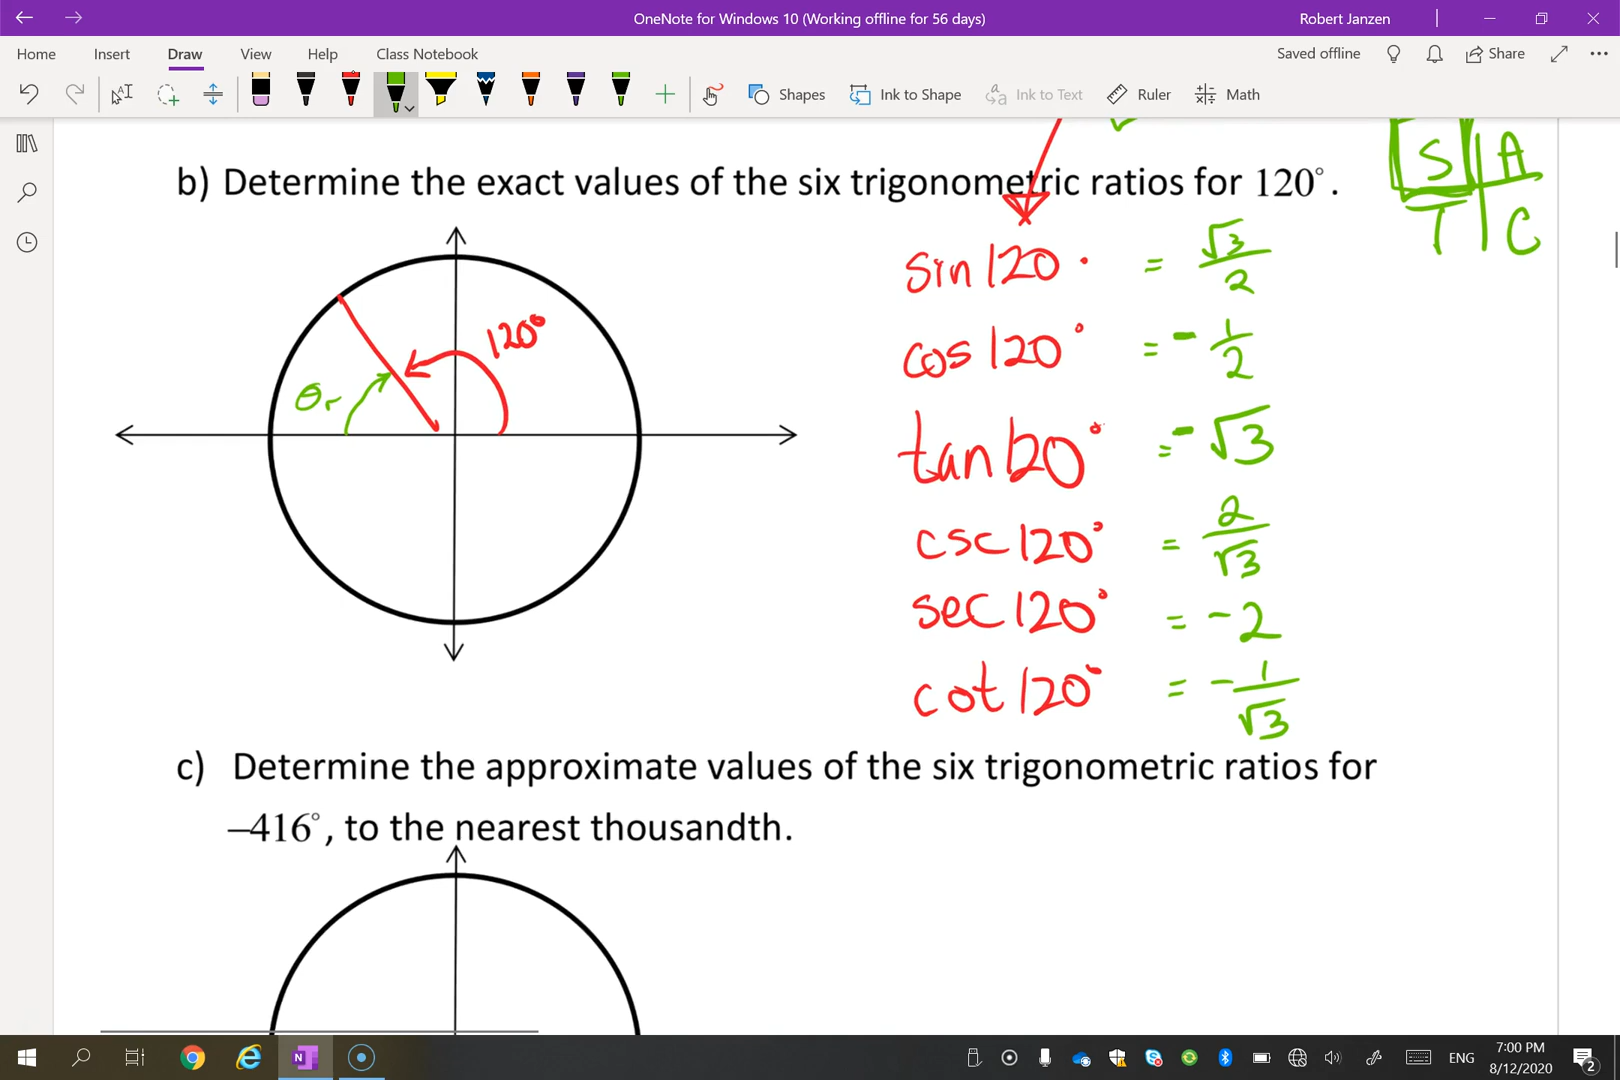 OneNote for Windows 10 (Working offline for 56 days)
Robert Janzen
Home Insert Draw View Help Class Notebook
Saved offline Share
Shapes Ink to Shape Ink to Text Ruler Math
b) Determine the exact values of the six trigonometric ratios for 120°.
S A
T C
120°
θr
sin 120° = √3/2
cos 120° = -1/2
tan 120° = -√3
csc 120° = 2/√3
sec 120° = -2
cot 120° = -1/√3
c) Determine the approximate values of the six trigonometric ratios for
–416°, to the nearest thousandth.
ENG
7:00 PM
8/12/2020
2